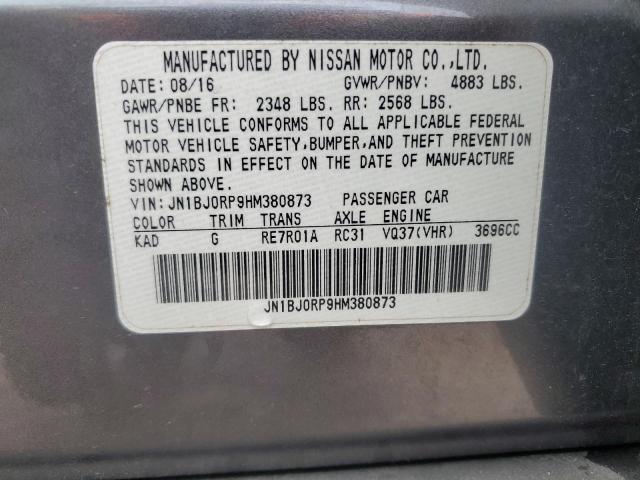 MANUFACTURED BY NISSAN MOTOR CO.,LTD.
DATE: 08/16 GVWR/PNBV: 4883 LBS.
GAWR/PNBE FR: 2348 LBS. RR: 2568 LBS.
THIS VEHICLE CONFORMS TO ALL APPLICABLE FEDERAL
MOTOR VEHICLE SAFETY,BUMPER,AND THEFT PREVENTION
STANDARDS IN EFFECT ON THE DATE OF MANUFACTURE
SHOWN ABOVE.
VIN: JN1BJ0RP9HM380873 PASSENGER CAR
COLOR TRIM TRANS AXLE ENGINE
KAD G RE7R01A RC31 VQ37(VHR) 3696CC
JN1BJ0RP9HM380873